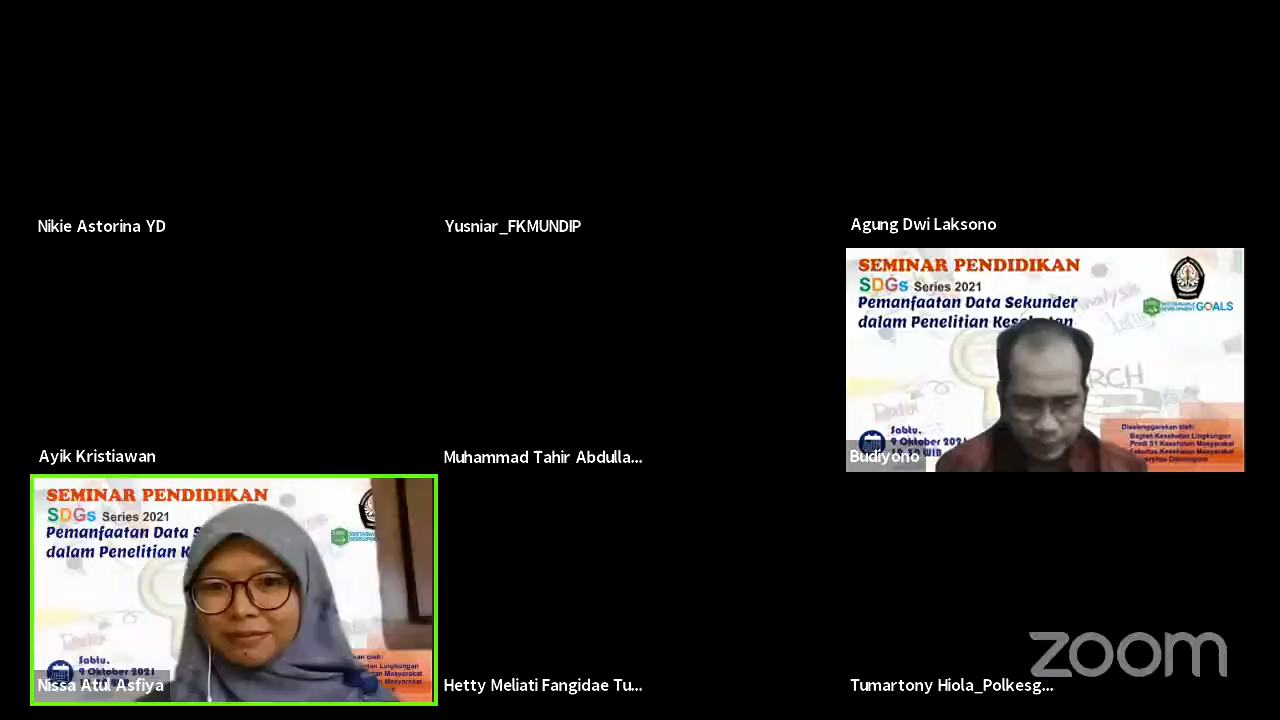 Nikie Astorina YD
Yusniar_FKMUNDIP
Agung Dwi Laksono
SEMINAR PENDIDIKAN
SDGs Series 2021
Pemanfaatan Data Sekunder
dalam Penelitian Kesehatan
GOALS
Sabtu,
9 Oktober 2021
WIB
Diselenggarakan oleh:
Bagian Kesehatan Lingkungan
Prodi S1 Kesehatan Masyarakat
Fakultas Kesehatan Masyarakat
Ayik Kristiawan
Muhammad Tahir Abdulla...
Budiyono
SEMINAR PENDIDIKAN
SDGs Series 2021
Pemanfaatan Data S
dalam Penelitian K
Sabtu,
9 Oktober 2021
Nissa Atul Asfiya
Hetty Meliati Fangidae Tu...
Tumartony Hiola_Polkesg...
zoom